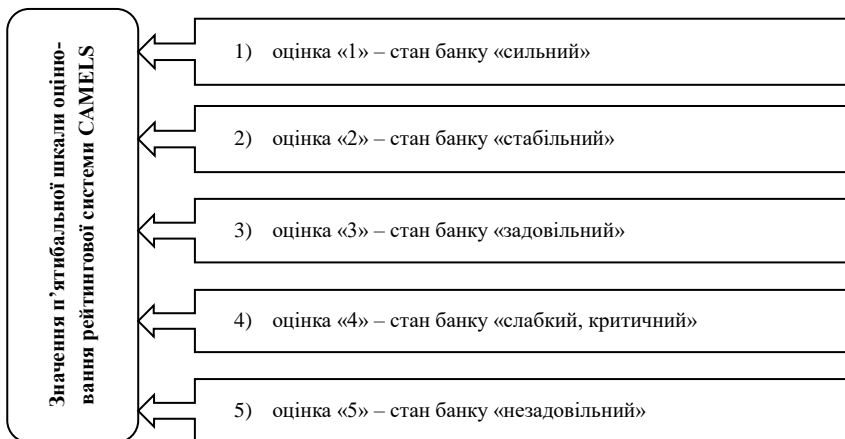 Значення п’ятибальної шкали оціню-
вання рейтингової системи CAMELS
1) оцінка «1» – стан банку «сильний»
2) оцінка «2» – стан банку «стабільний»
3) оцінка «3» – стан банку «задовільний»
4) оцінка «4» – стан банку «слабкий, критичний»
5) оцінка «5» – стан банку «незадовільний»